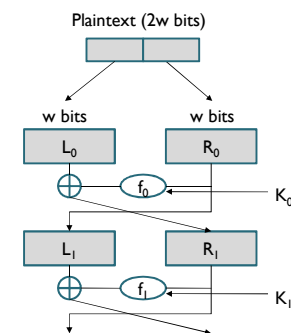 Plaintext (2w bits)
w bits w bits
L₀ R₀
f₀
K₀
L₁ R₁
f₁
K₁